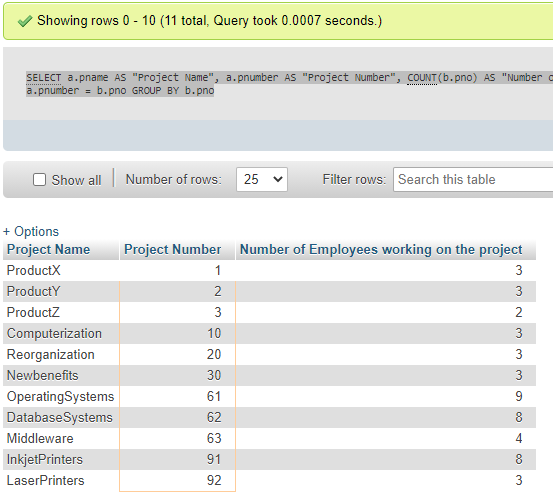 Showing rows 0 - 10 (11 total, Query took 0.0007 seconds.)
SELECT a.pname AS "Project Name", a.pnumber AS "Project Number", COUNT(b.pno) AS "Number
a.pnumber = b.pno GROUP BY b.pno
Show all Number of rows: 25 Filter rows: Search this table
+ Options
Project Name Project Number Number of Employees working on the project
ProductX 1 3
ProductY 2 3
ProductZ 3 2
Computerization 10 3
Reorganization 20 3
Newbenefits 30 3
OperatingSystems 61 9
DatabaseSystems 62 8
Middleware 63 4
InkjetPrinters 91 8
LaserPrinters 92 3